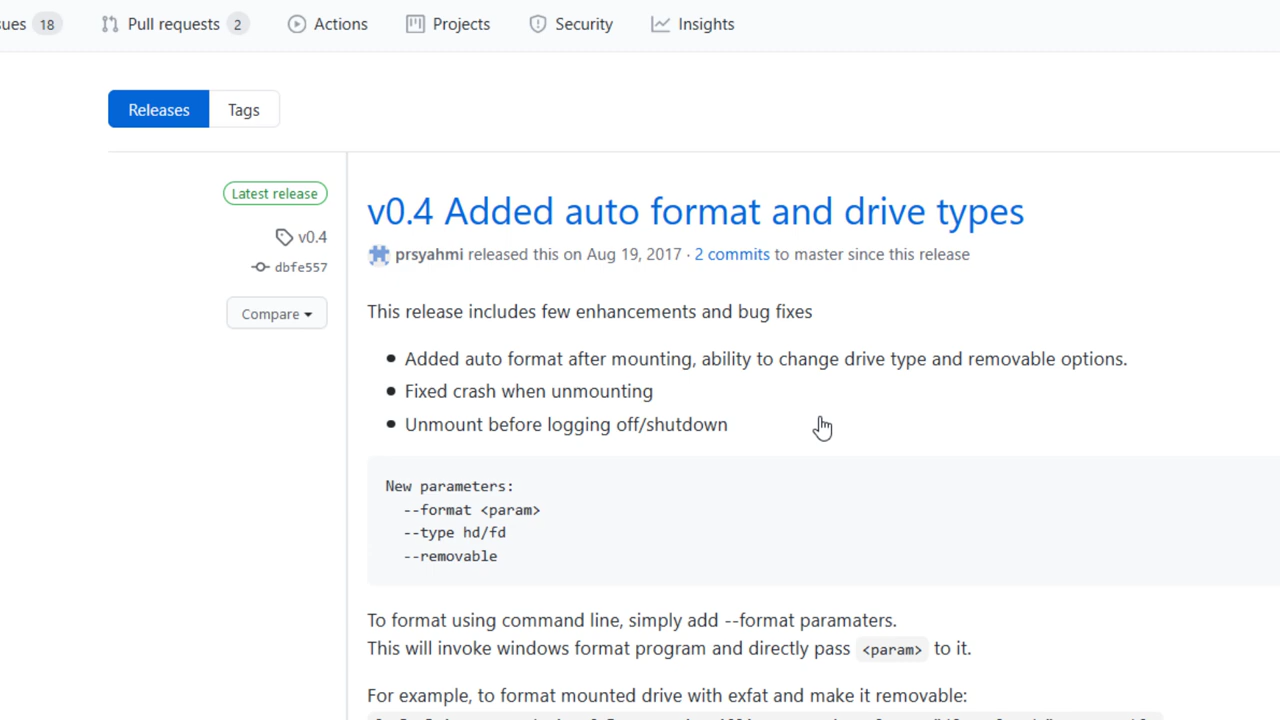 ues 18 Pull requests 2 Actions Projects Security Insights
Releases Tags
Latest release
v0.4
dbfe557
Compare
v0.4 Added auto format and drive types
prsyahmi released this on Aug 19, 2017 · 2 commits to master since this release
This release includes few enhancements and bug fixes
• Added auto format after mounting, ability to change drive type and removable options.
• Fixed crash when unmounting
• Unmount before logging off/shutdown
New parameters:
--format <param>
--type hd/fd
--removable
To format using command line, simply add --format paramaters.
This will invoke windows format program and directly pass <param> to it.
For example, to format mounted drive with exfat and make it removable: